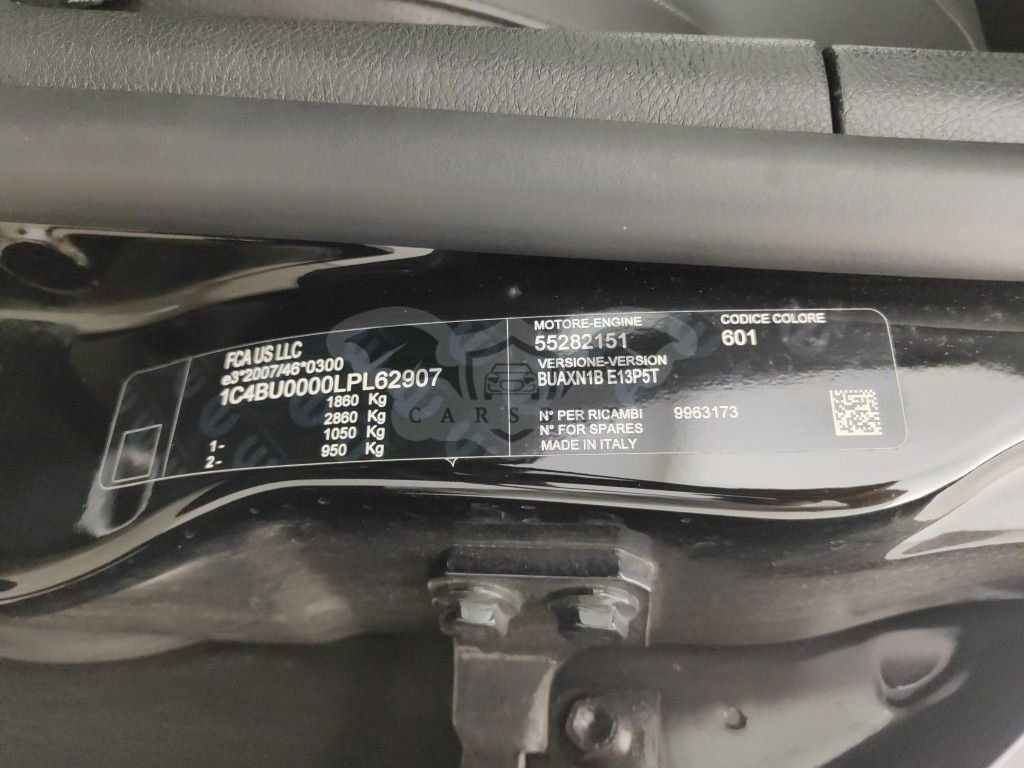 FCA US LLC
e3*2007/46*0300
1C4BU0000LPL62907
1860 Kg
2860 Kg
1- 1050 Kg
2- 950 Kg
MOTORE-ENGINE
55282151
VERSIONE-VERSION
BUAXN1B E13P5T
CODICE COLORE
601
N° PER RICAMBI 9963173
N° FOR SPARES
MADE IN ITALY
CARS